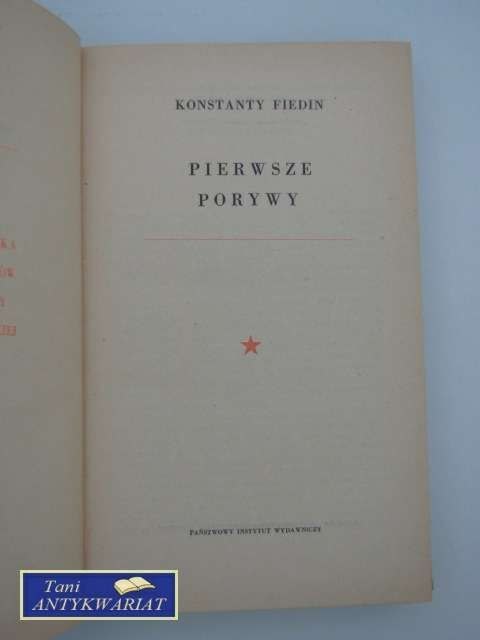 KONSTANTY FIEDIN
PIERWSZE
PORYWY
PAŃSTWOWY INSTYTUT WYDAWNICZY
Tani
ANTYKWARIAT